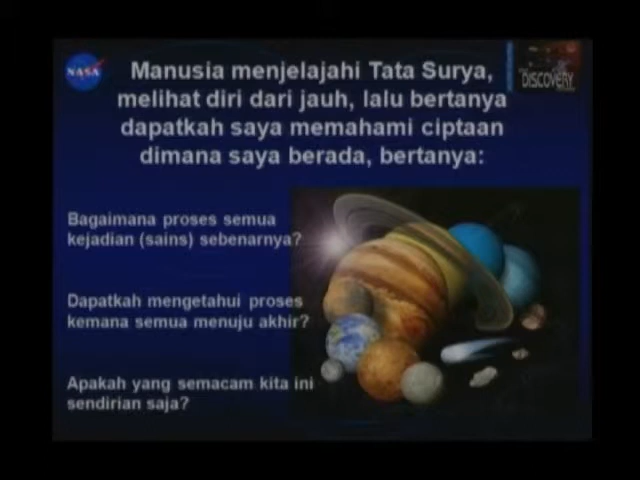 NASA
Manusia menjelajahi Tata Surya,
melihat diri dari jauh, lalu bertanya
dapatkah saya memahami ciptaan
dimana saya berada, bertanya:
DISCOVERY
Bagaimana proses semua
kejadian (sains) sebenarnya?
Dapatkah mengetahui proses
kemana semua menuju akhir?
Apakah yang semacam kita ini
sendirian saja?